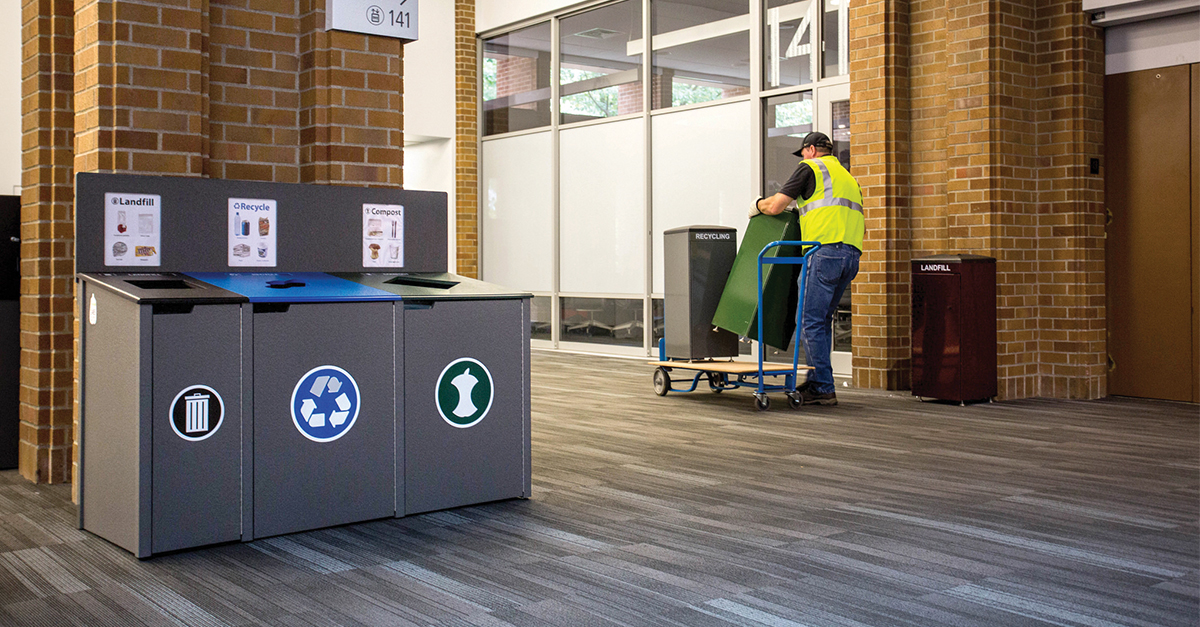 141
Landfill
Recycle
Compost
RECYCLING
LANDFILL